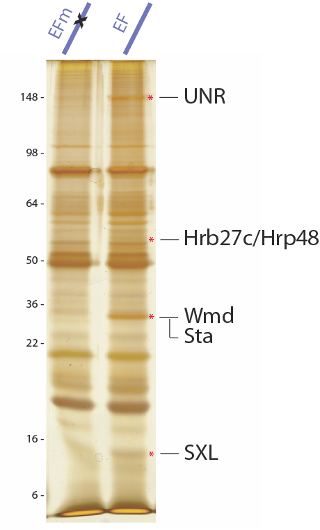 EFm EF
148 - * UNR
98 -
64 -
* Hrb27c/Hrp48
50 -
36 -
* Wmd
Sta
22 -
16 -
* SXL
6 -